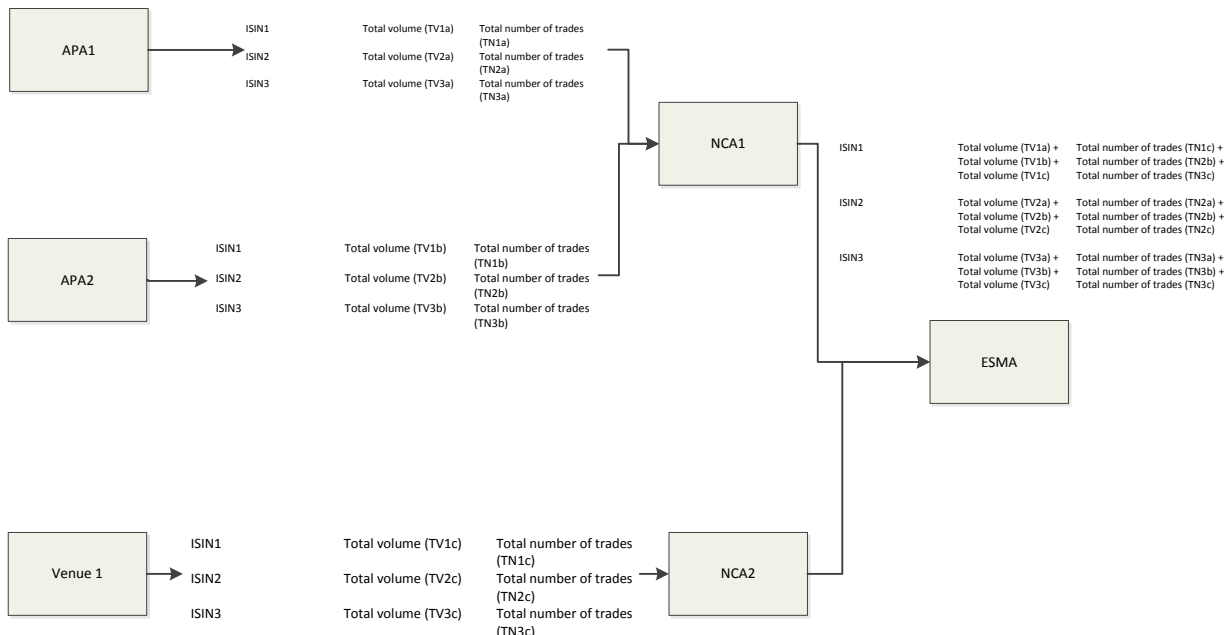 APA1
ISIN1 Total volume (TV1a) Total number of trades
(TN1a)
ISIN2 Total volume (TV2a) Total number of trades
(TN2a)
ISIN3 Total volume (TV3a) Total number of trades
(TN3a)
NCA1
ISIN1 Total volume (TV1a) + Total number of trades (TN1c) +
Total volume (TV1b) + Total number of trades (TN2b) +
Total volume (TV1c) Total number of trades (TN3c)
ISIN2 Total volume (TV2a) + Total number of trades (TN2a) +
Total volume (TV2b) + Total number of trades (TN2b) +
Total volume (TV2c) Total number of trades (TN2c)
ISIN3 Total volume (TV3a) + Total number of trades (TN3a) +
Total volume (TV3b) + Total number of trades (TN3b) +
Total volume (TV3c) Total number of trades (TN3c)
APA2
ISIN1 Total volume (TV1b) Total number of trades
(TN1b)
ISIN2 Total volume (TV2b) Total number of trades
(TN2b)
ISIN3 Total volume (TV3b) Total number of trades
(TN3b)
ESMA
Venue 1
ISIN1 Total volume (TV1c) Total number of trades
(TN1c)
ISIN2 Total volume (TV2c) Total number of trades
(TN2c)
ISIN3 Total volume (TV3c) Total number of trades
(TN3c)
NCA2